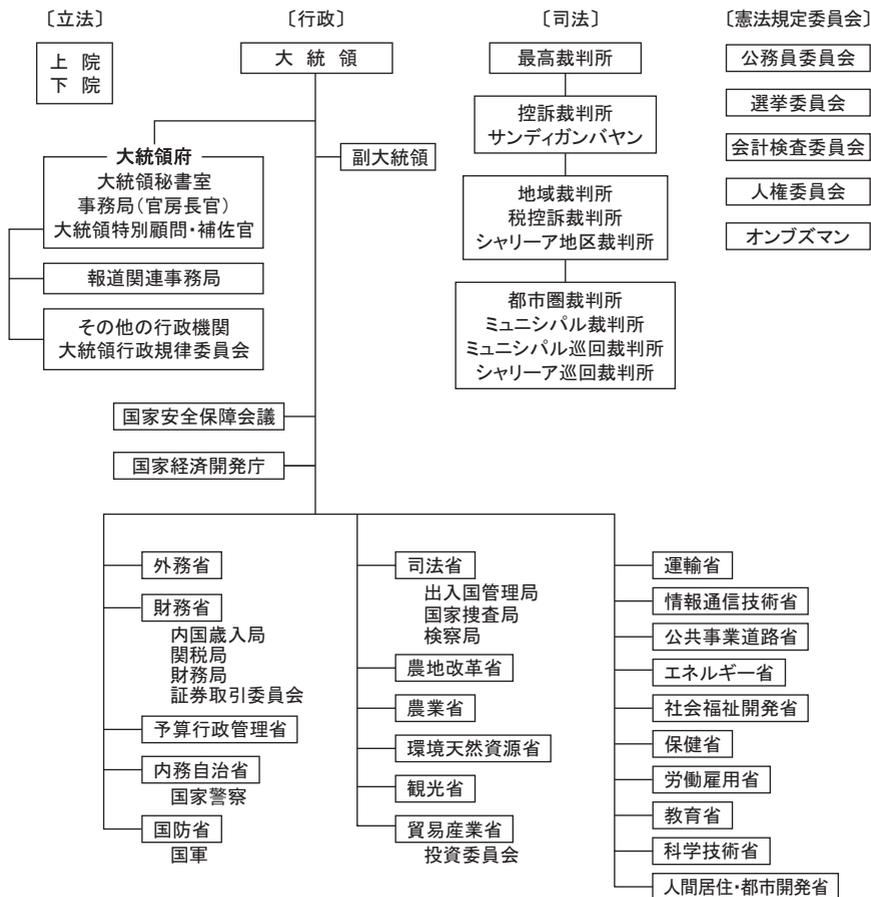 〔立法〕
上 院
下 院
〔行政〕
大 統 領
副大統領
大統領府
大統領秘書室
事務局(官房長官)
大統領特別顧問・補佐官
報道関連事務局
その他の行政機関
大統領行政規律委員会
国家安全保障会議
国家経済開発庁
〔司法〕
最高裁判所
控訴裁判所
サンディガンバヤン
地域裁判所
税控訴裁判所
シャリーア地区裁判所
都市圏裁判所
ミュニシパル裁判所
ミュニシパル巡回裁判所
シャリーア巡回裁判所
〔憲法規定委員会〕
公務員委員会
選挙委員会
会計検査委員会
人権委員会
オンブズマン
外務省
財務省
内国歳入局
関税局
財務局
証券取引委員会
予算行政管理省
内務自治省
国家警察
国防省
国軍
司法省
出入国管理局
国家捜査局
検察局
農地改革省
農業省
環境天然資源省
観光省
貿易産業省
投資委員会
運輸省
情報通信技術省
公共事業道路省
エネルギー省
社会福祉開発省
保健省
労働雇用省
教育省
科学技術省
人間居住・都市開発省